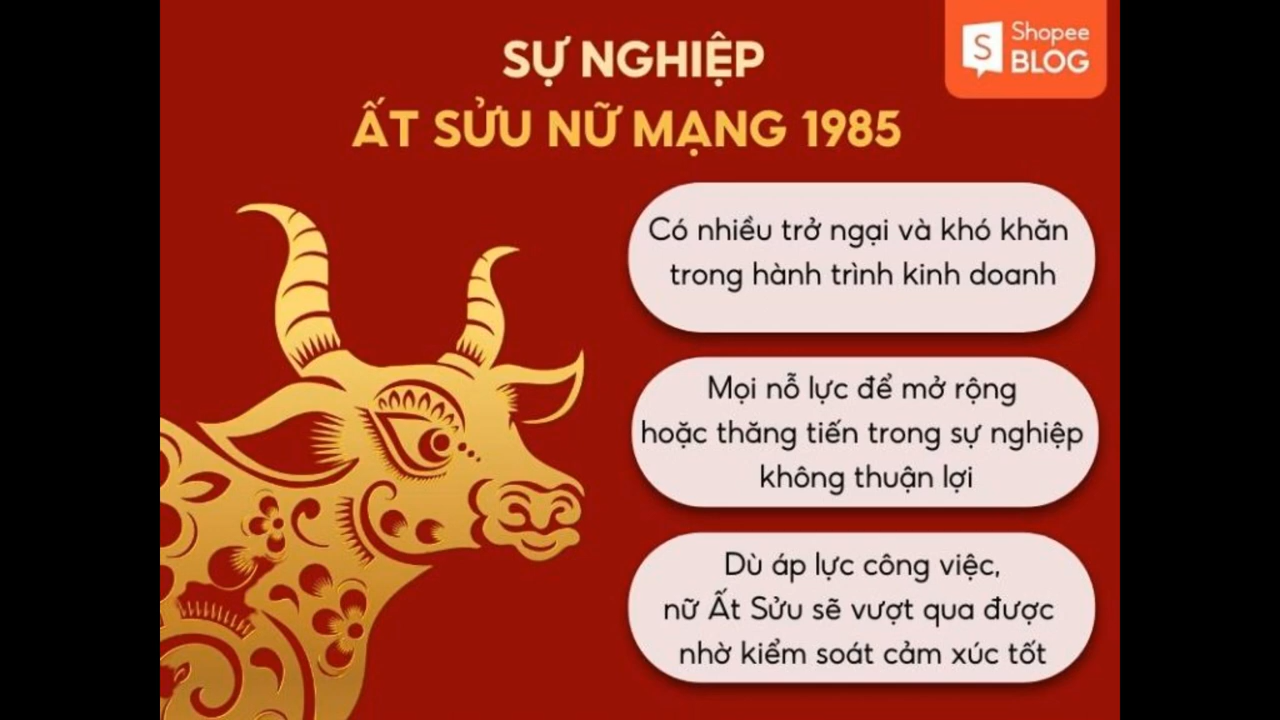 SỰ NGHIỆP
ẤT SỬU NỮ MẠNG 1985
Shopee
BLOG
Có nhiều trở ngại và khó khăn
trong hành trình kinh doanh
Mọi nỗ lực để mở rộng
hoặc thăng tiến trong sự nghiệp
không thuận lợi
Dù áp lực công việc,
nữ Ất Sửu sẽ vượt qua được
nhờ kiểm soát cảm xúc tốt